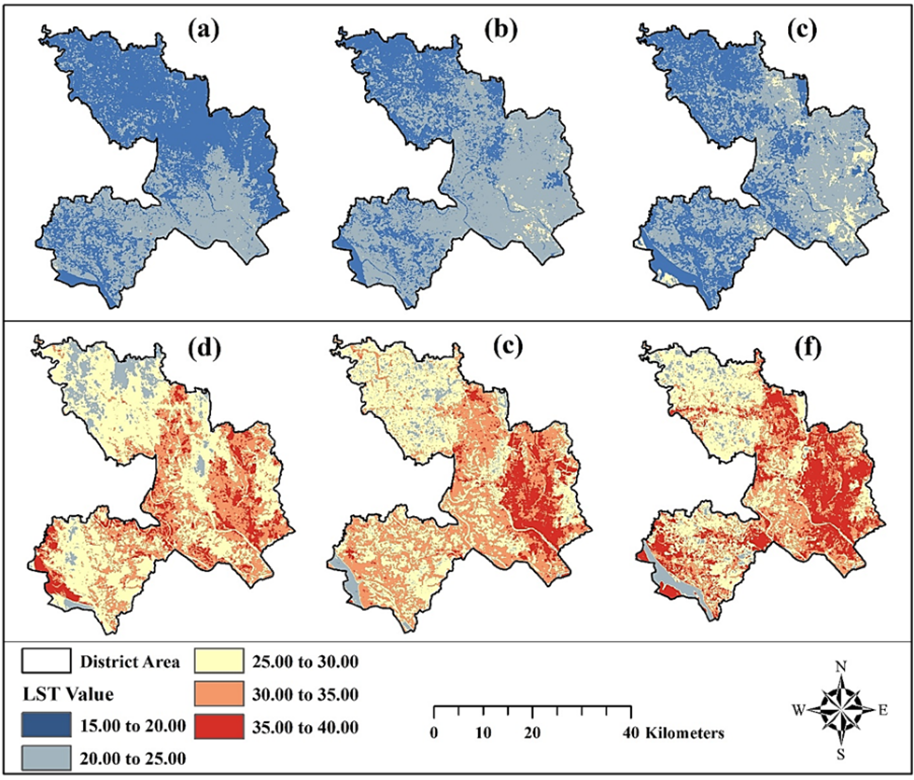 (a)
(b)
(c)
(d)
(c)
(f)
District Area
LST Value
15.00 to 20.00
20.00 to 25.00
25.00 to 30.00
30.00 to 35.00
35.00 to 40.00
0 10 20 40 Kilometers
N
W E
S